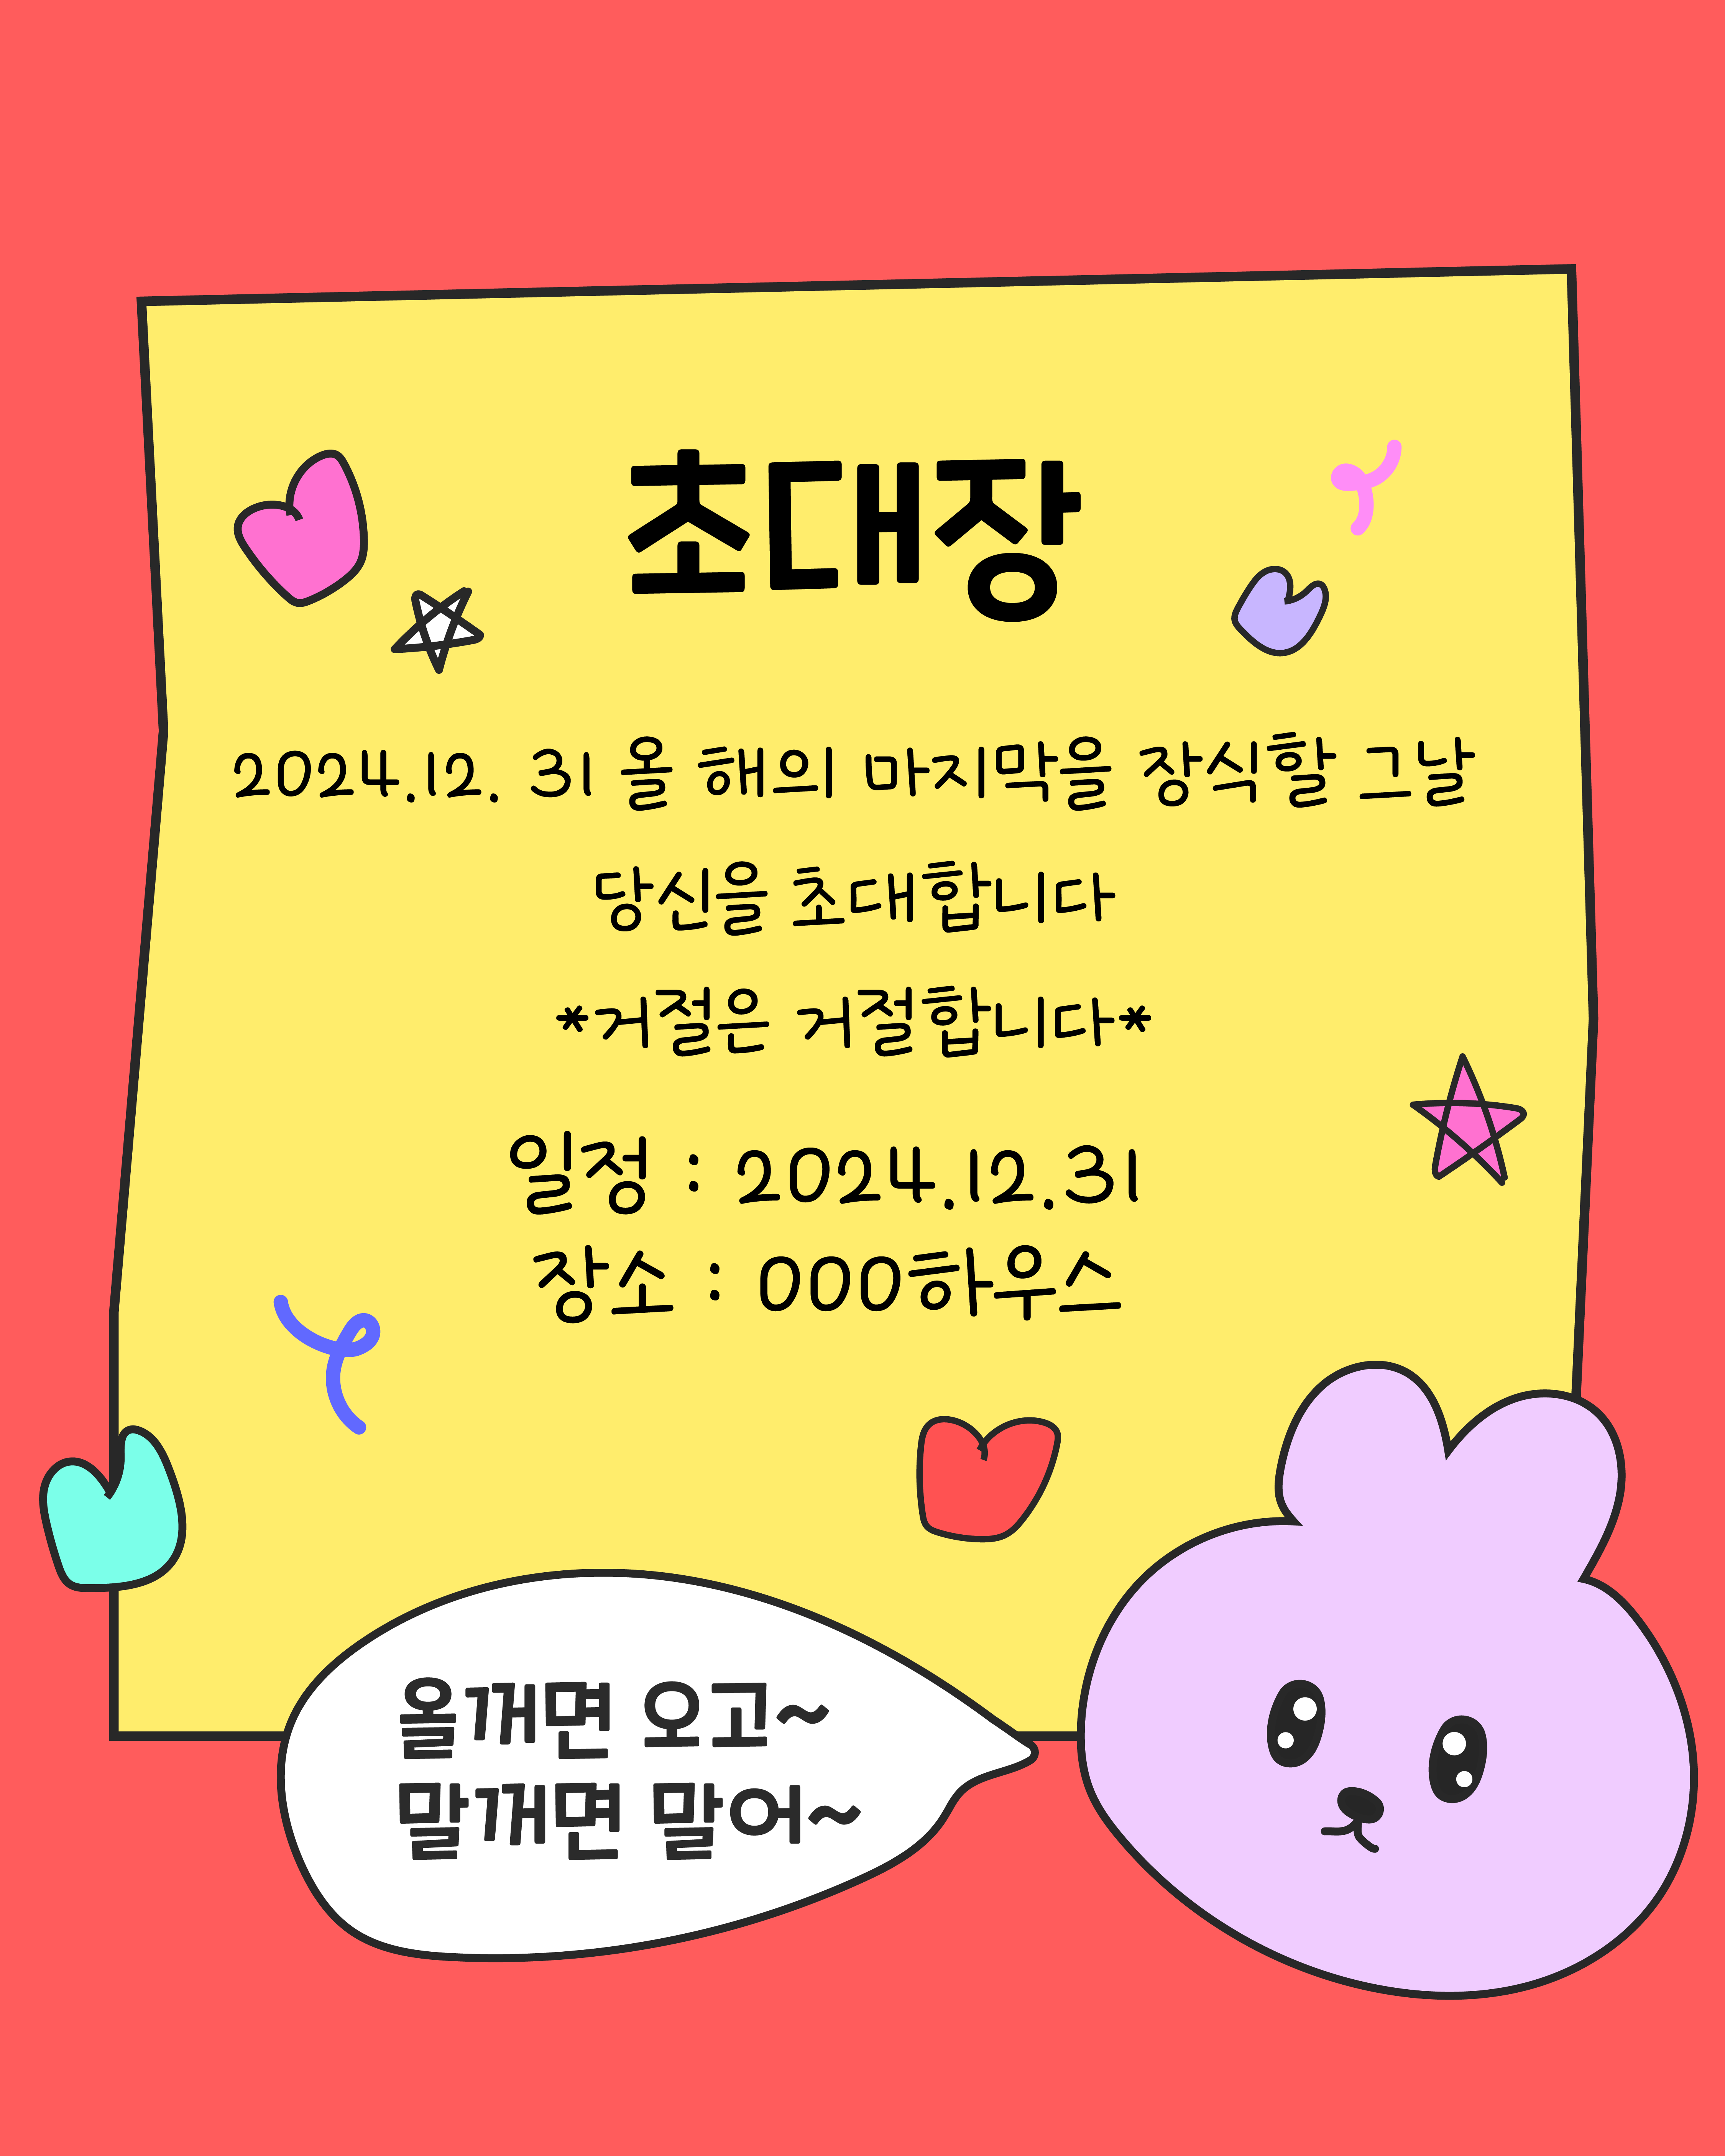 초대장
2024.12. 31 올 해의 마지막을 장식할 그날
당신을 초대합니다
*거절은 거절합니다*
일정 : 2024.12.31
장소 : 000하우스
올개면 오고~
말개면 말어~